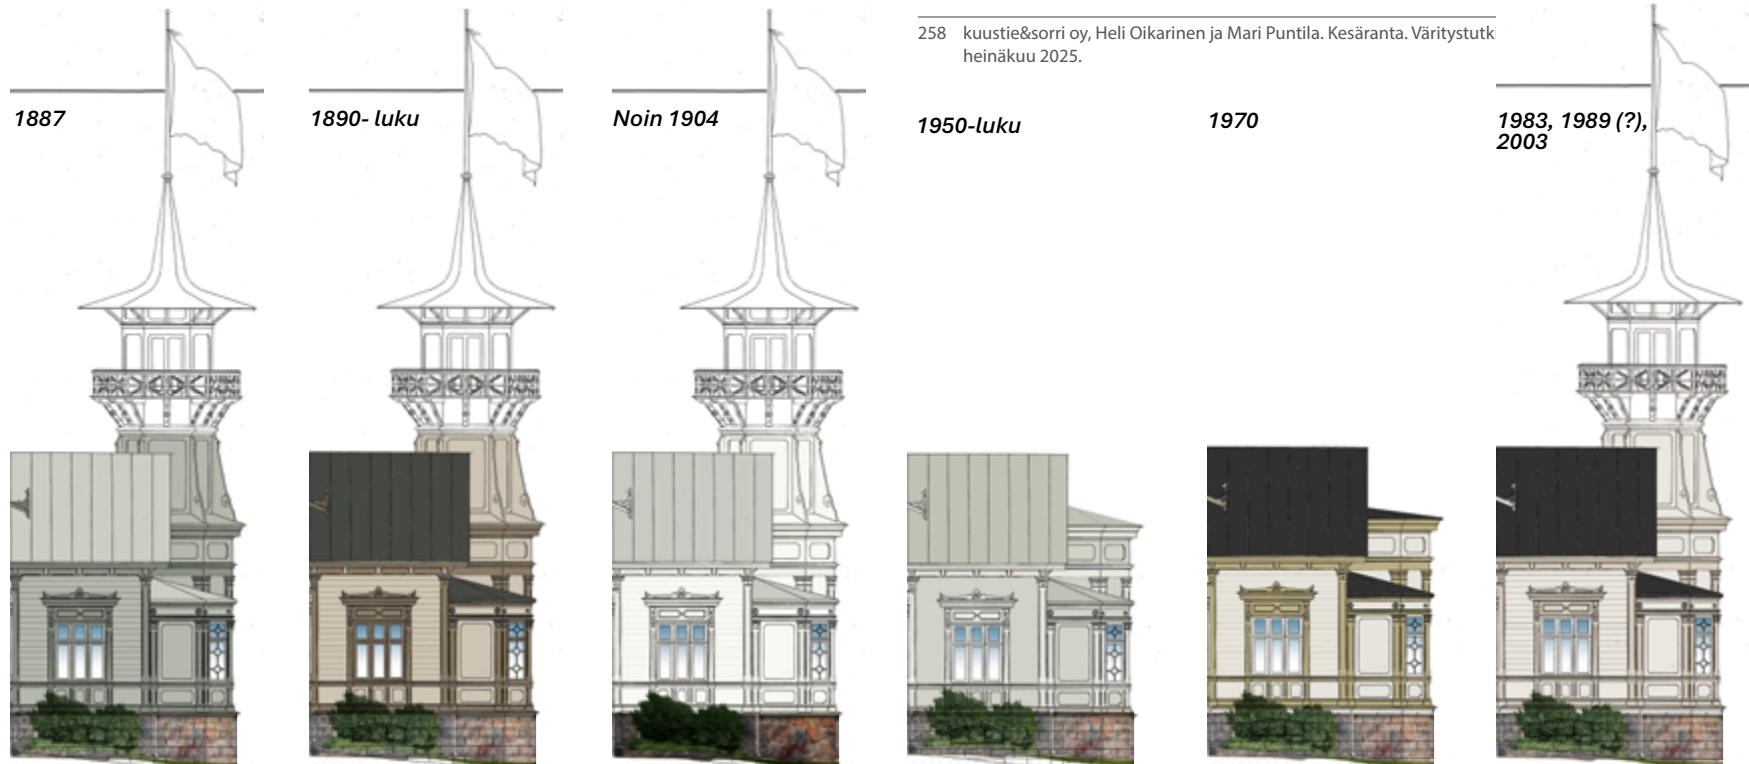 258 kuustie&sorri oy, Heli Oikarinen ja Mari Puntila. Kesäranta. Väritystutk
heinäkuu 2025.
1887
1890- luku
Noin 1904
1950-luku
1970
1983, 1989 (?),
2003